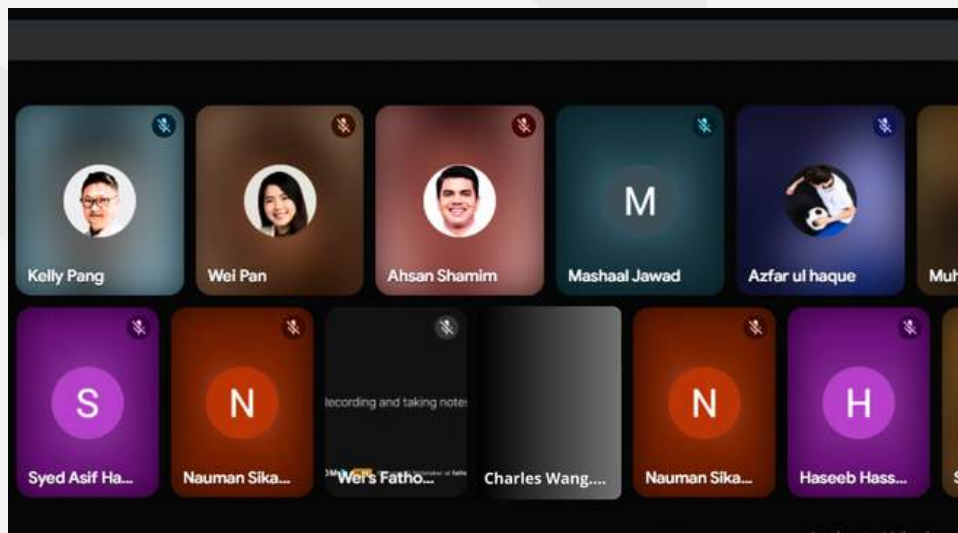 Kelly Pang
Wei Pan
Ahsan Shamim
M
Mashaal Jawad
Azfar ul haque
Muh
S
Syed Asif Ha...
N
Nauman Sika...
Recording and taking notes
Wei's Fatho...
Charles Wang....
N
Nauman Sika...
H
Haseeb Hass...
S